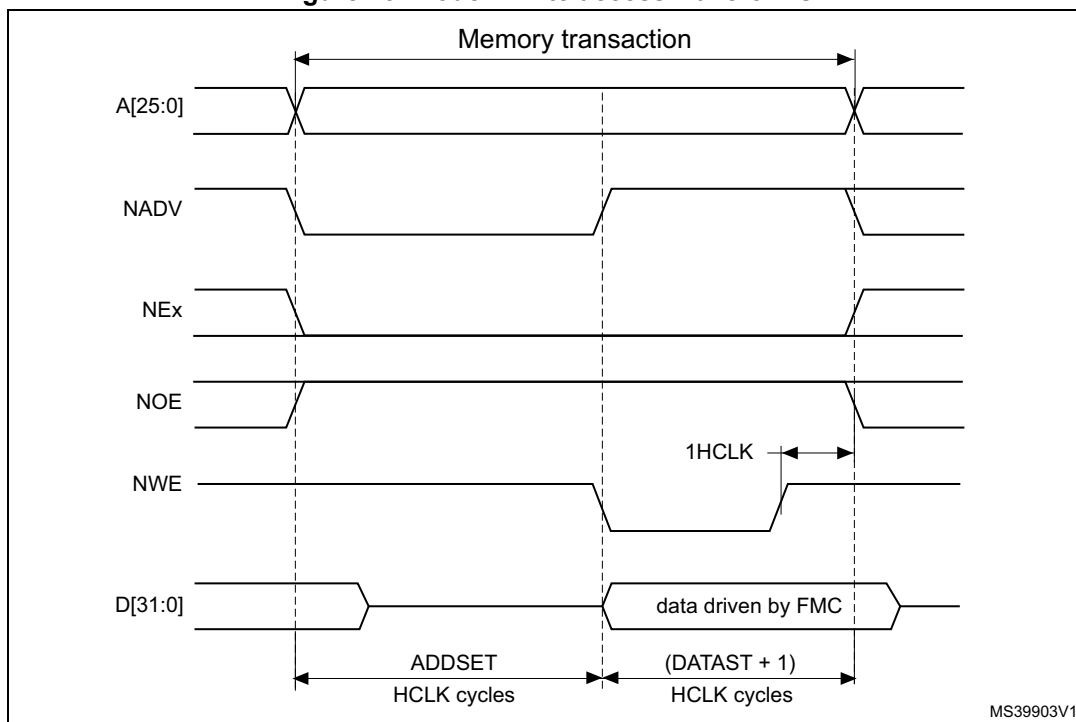 Memory transaction
A[25:0]
NADV
NEx
NOE
1HCLK
NWE
D[31:0]
data driven by FMC
ADDSET
(DATAST + 1)
HCLK cycles
HCLK cycles
MS39903V1